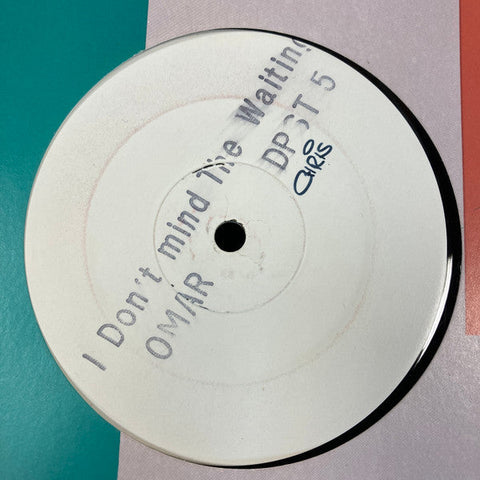 I Don't mind The Waiting
OMAR DPST 5
CHRIS